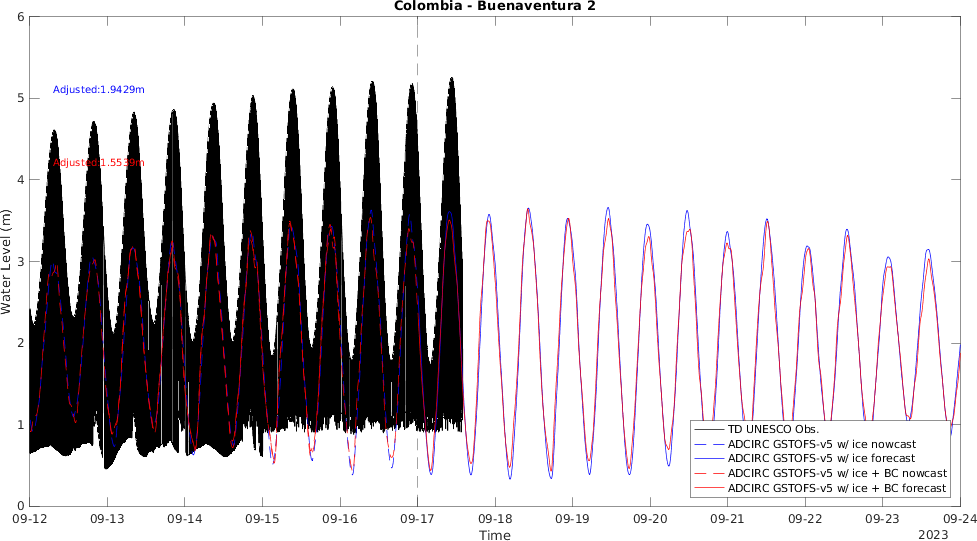 Colombia - Buenaventura 2
6
5
4
3
2
1
0
Water Level (m)
Adjusted:1.9429m
Adjusted:1.5539m
TD UNESCO Obs.
ADCIRC GSTOFS-v5 w/ ice nowcast
ADCIRC GSTOFS-v5 w/ ice forecast
ADCIRC GSTOFS-v5 w/ ice + BC nowcast
ADCIRC GSTOFS-v5 w/ ice + BC forecast
09-12 09-13 09-14 09-15 09-16 09-17 09-18 09-19 09-20 09-21 09-22 09-23 09-24
Time
2023